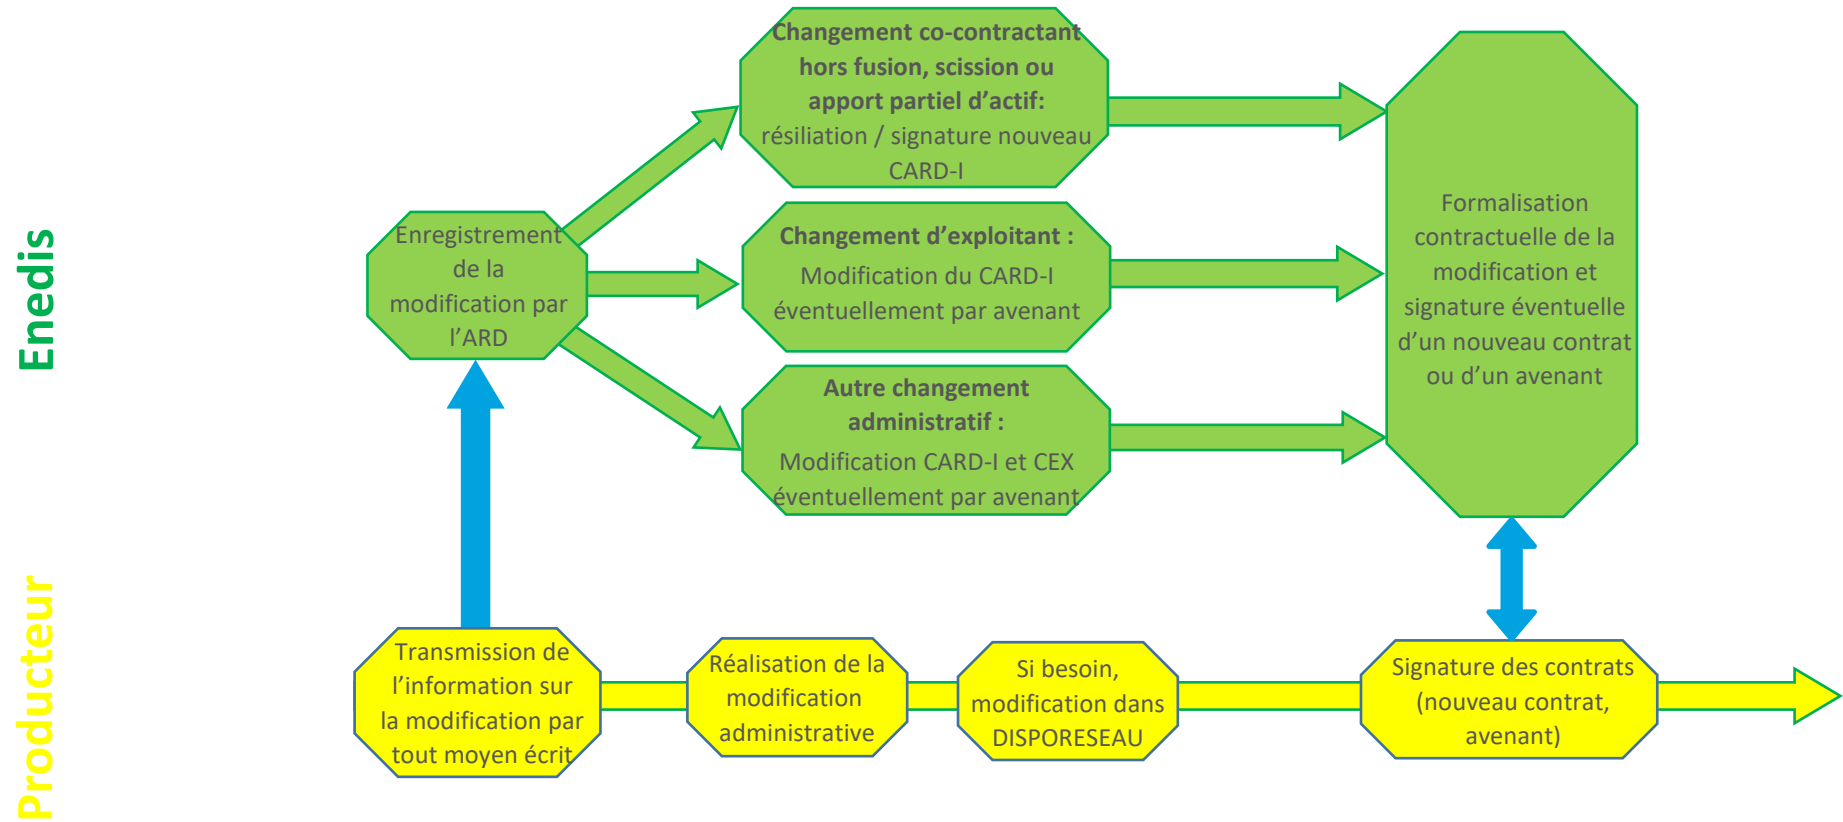 Enedis
Changement co-contractant
hors fusion, scission ou
apport partiel d’actif:
résiliation / signature nouveau
CARD-I
Enregistrement
de la
modification par
l’ARD
Changement d’exploitant :
Modification du CARD-I
éventuellement par avenant
Autre changement
administratif :
Modification CARD-I et CEX
éventuellement par avenant
Formalisation
contractuelle de la
modification et
signature éventuelle
d’un nouveau contrat
ou d’un avenant
Producteur
Transmission de
l’information sur
la modification par
tout moyen écrit
Réalisation de la
modification
administrative
Si besoin,
modification dans
DISPORESEAU
Signature des contrats
(nouveau contrat,
avenant)